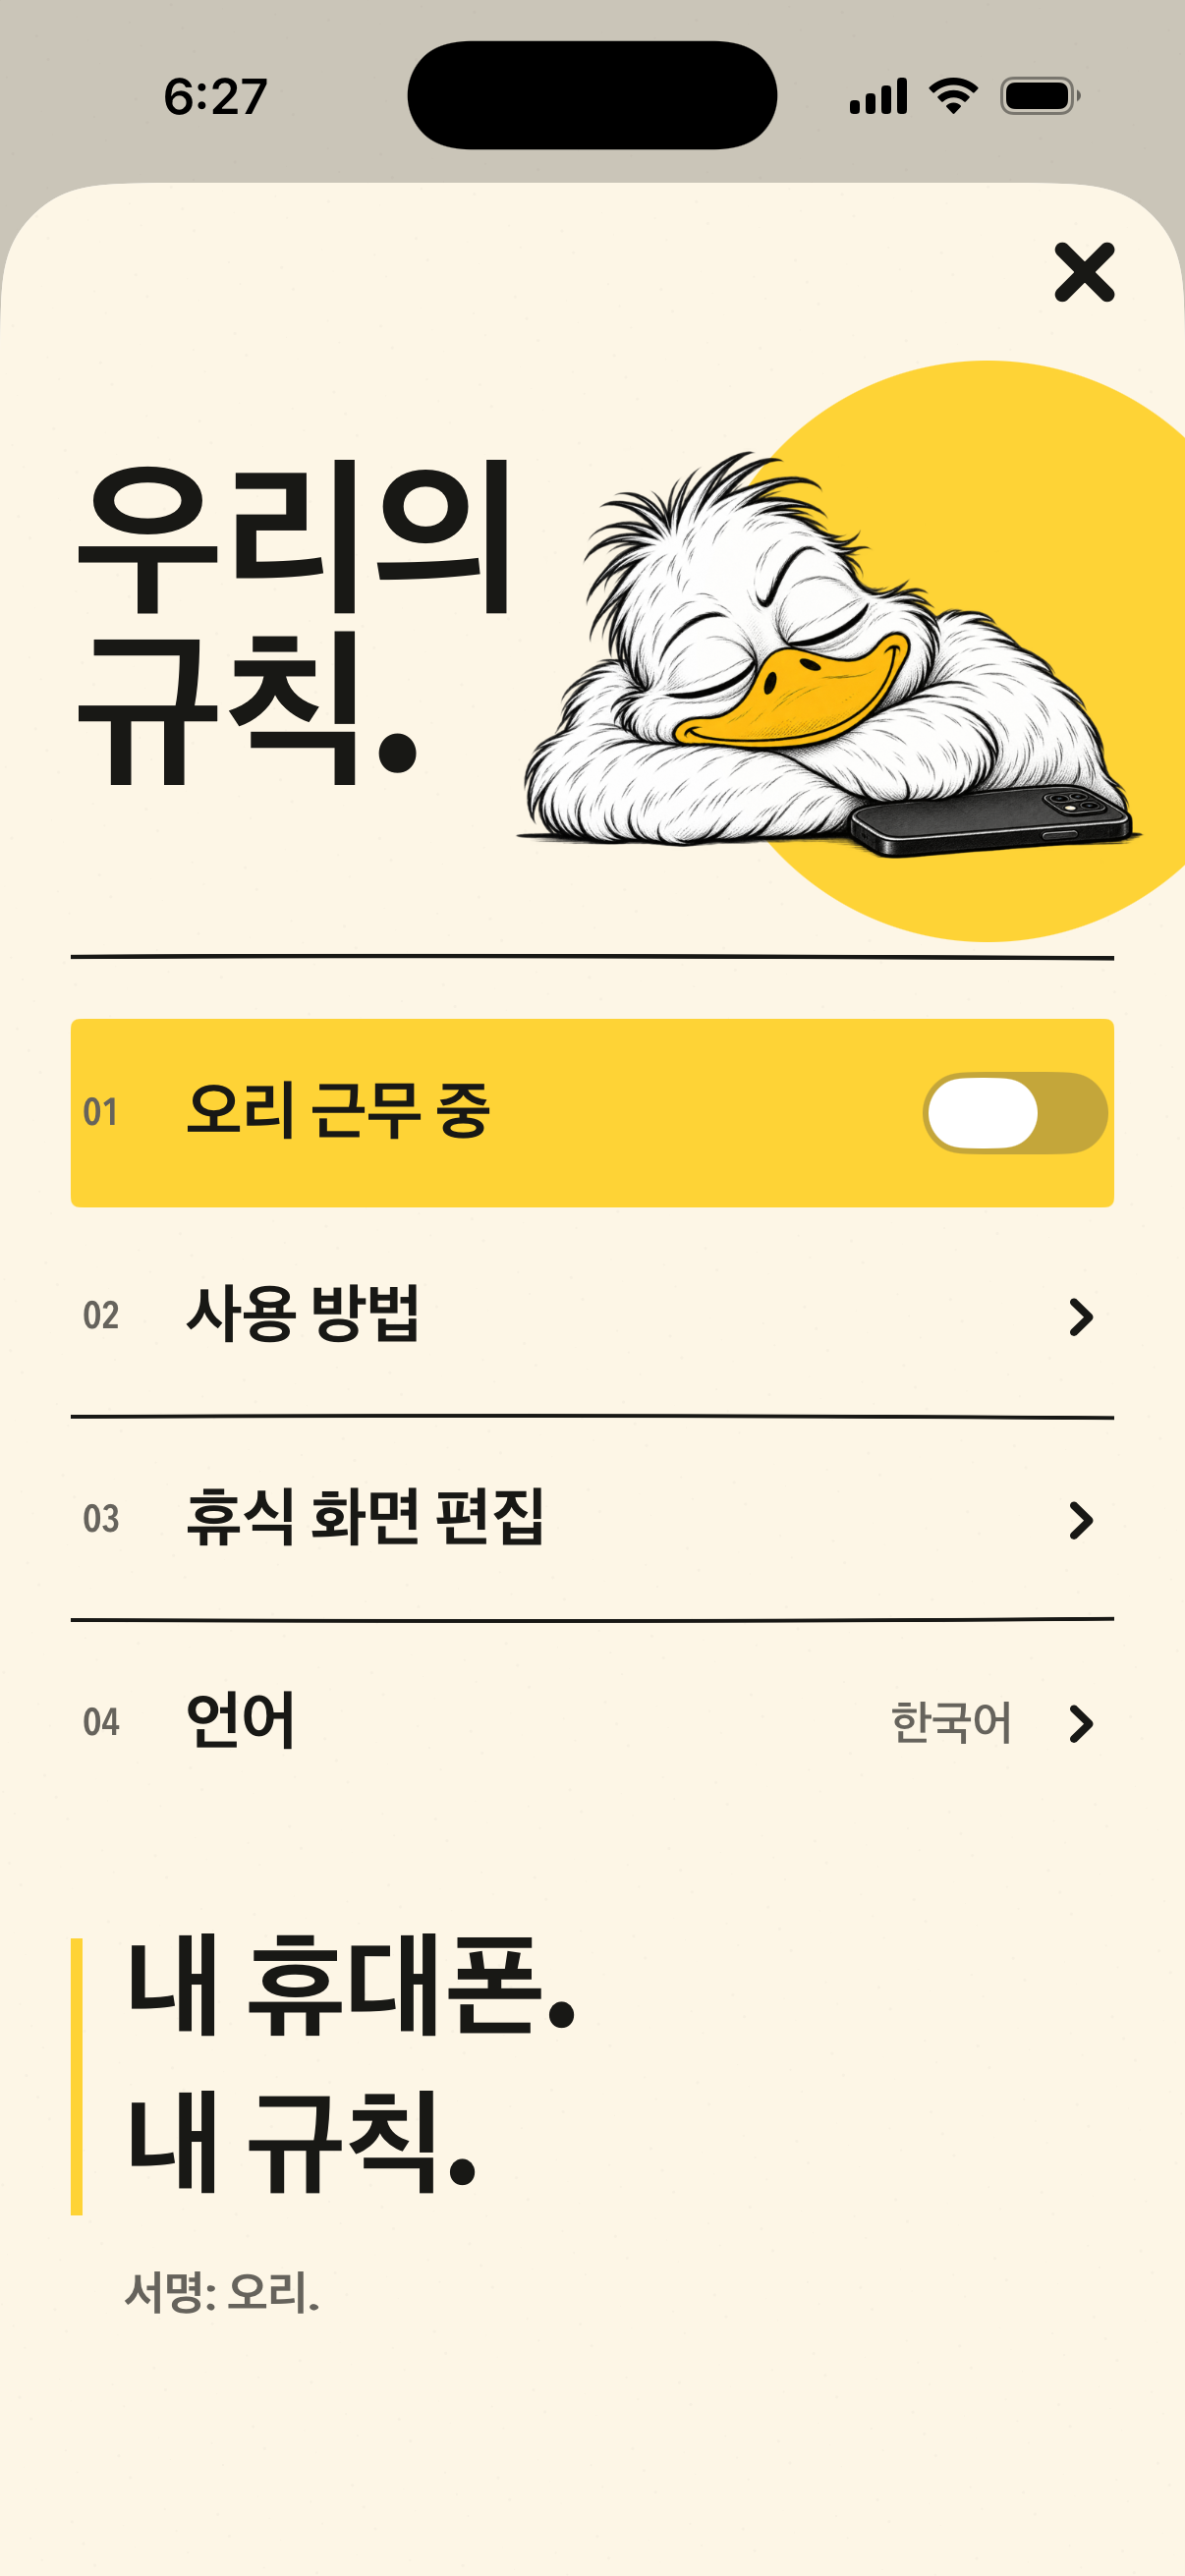 6:27
우리의
규칙.
01 오리 근무 중
02 사용 방법
03 휴식 화면 편집
04 언어 한국어
내 휴대폰.
내 규칙.
서명: 오리.